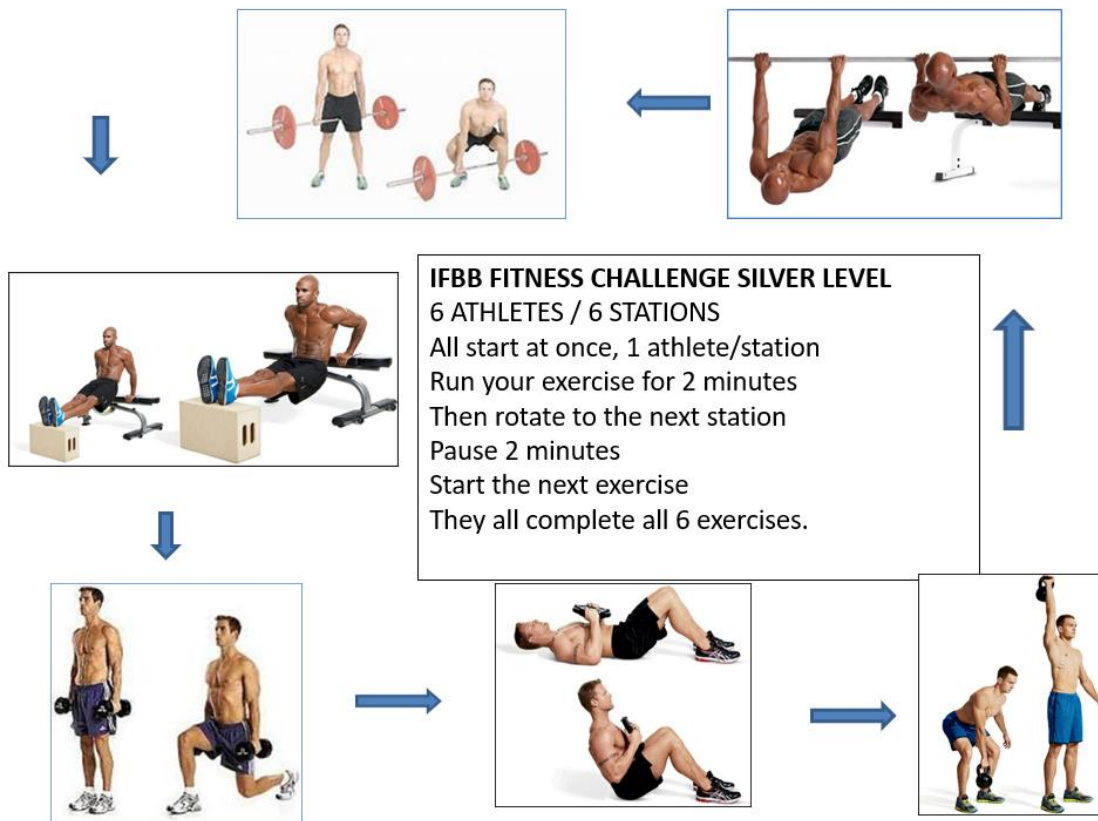 IFBB FITNESS CHALLENGE SILVER LEVEL
6 ATHLETES / 6 STATIONS
All start at once, 1 athlete/station
Run your exercise for 2 minutes
Then rotate to the next station
Pause 2 minutes
Start the next exercise
They all complete all 6 exercises.